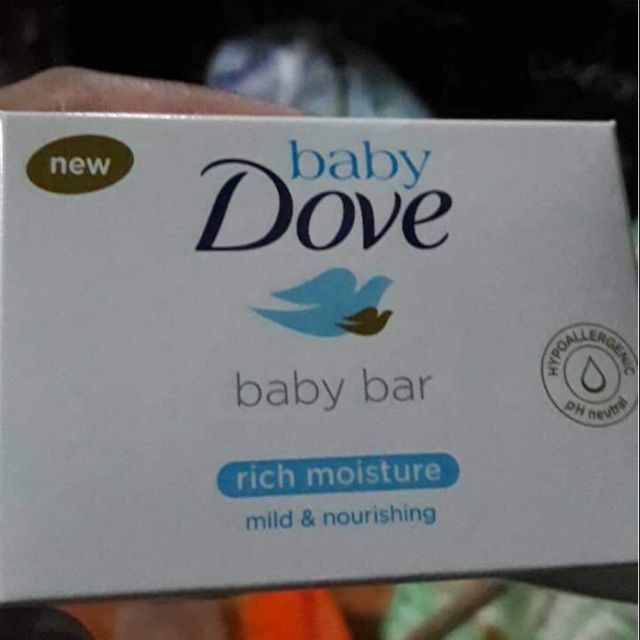 new
baby
Dove
baby bar
HYPOALLERGENIC
pH neutral
rich moisture
mild & nourishing